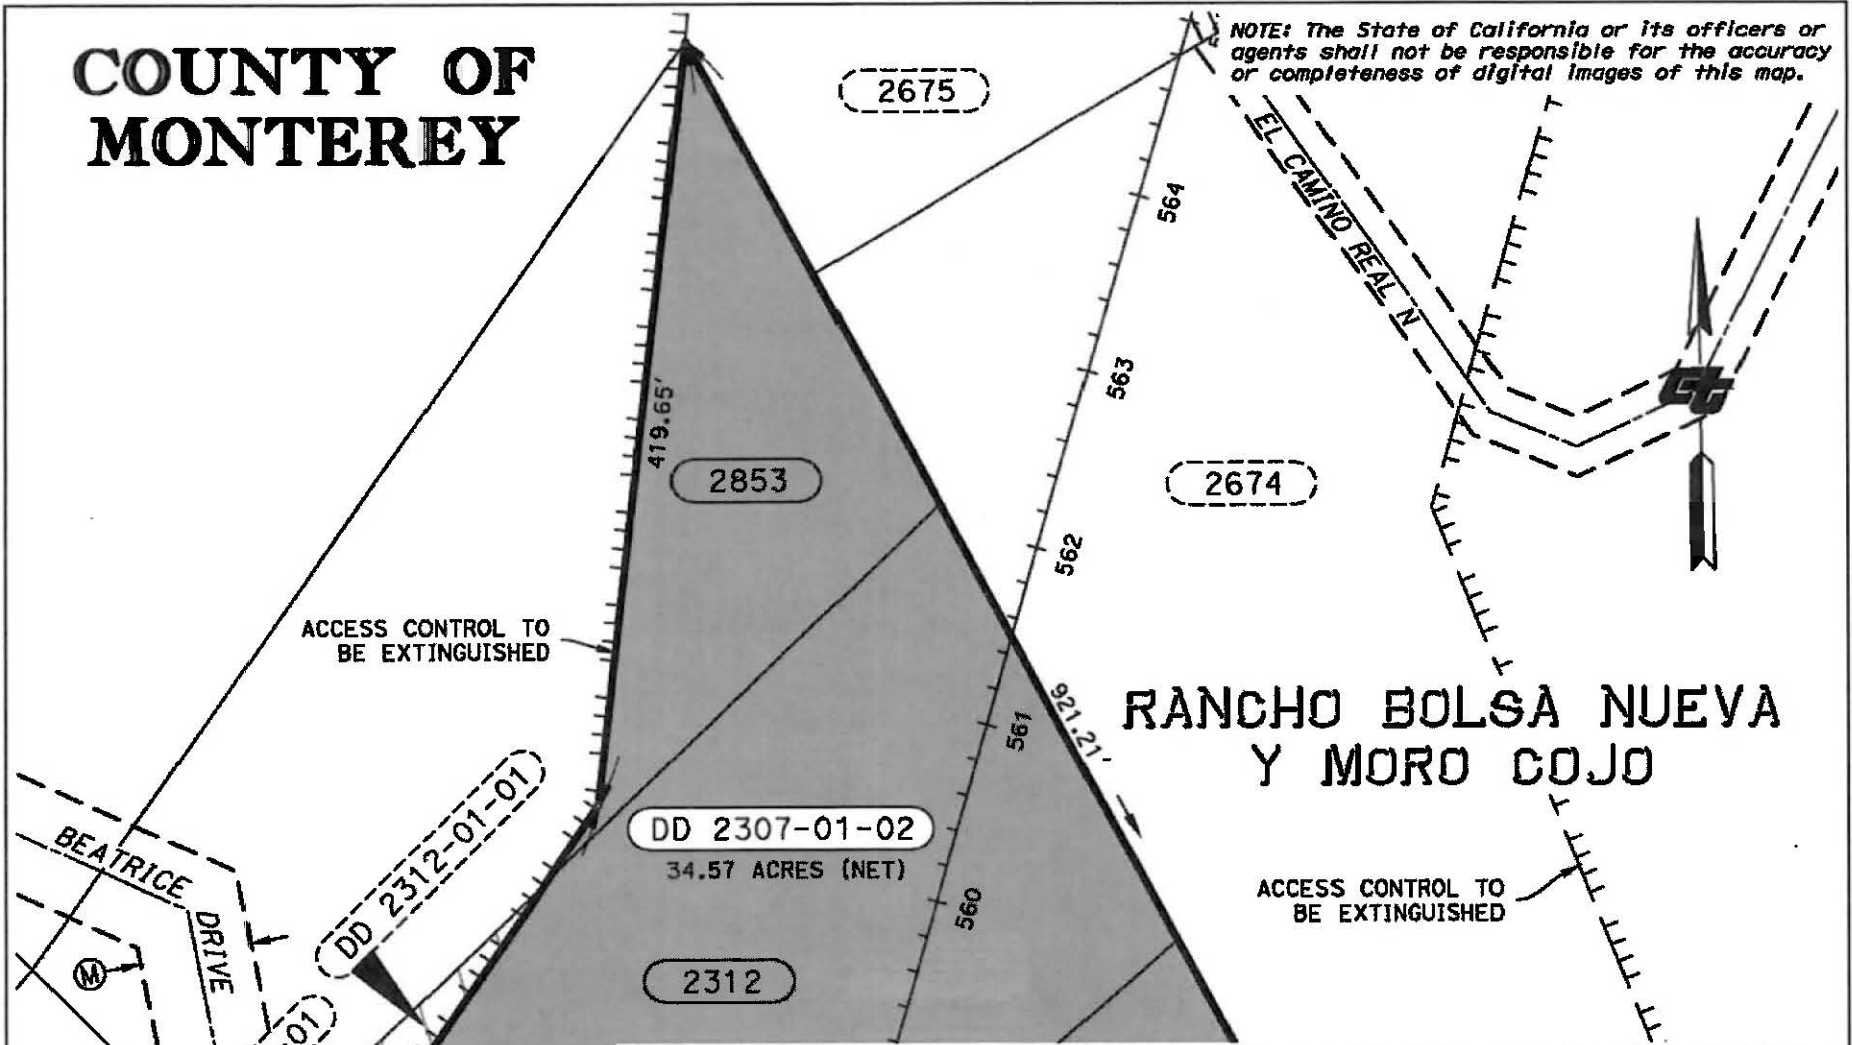 COUNTY OF
MONTEREY
NOTE: The State of California or its officers or
agents shall not be responsible for the accuracy
or completeness of digital images of this map.
2675
EL CAMINO REAL N
564
563
562
561
560
419.65'
2853
2674
ct
ACCESS CONTROL TO
BE EXTINGUISHED
921.21'
RANCHO BOLSA NUEVA
Y MORO COJO
DD 2312-01-01
DD 2307-01-02
34.57 ACRES (NET)
BEATRICE
DRIVE
ACCESS CONTROL TO
BE EXTINGUISHED
M
2312
01